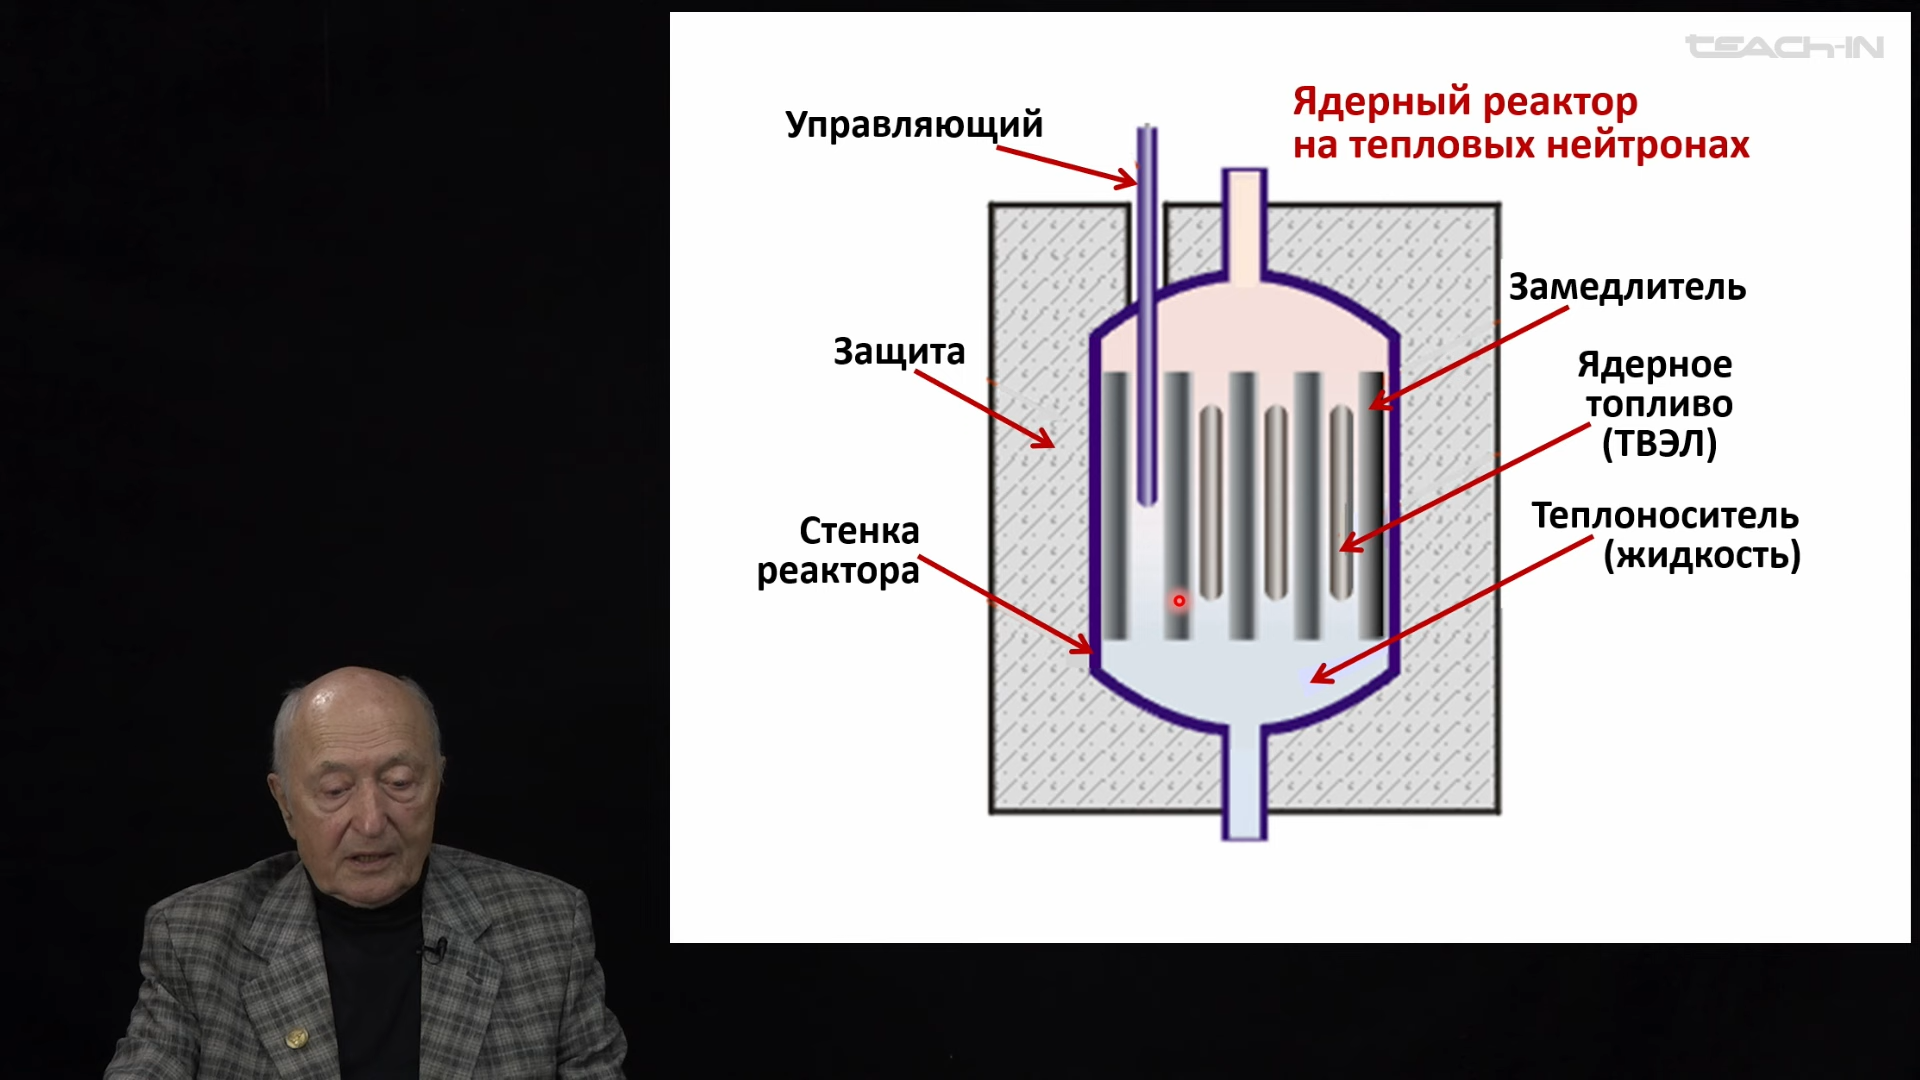 TEACH-IN
Ядерный реактор
на тепловых нейтронах
Управляющий
Замедлитель
Защита
Ядерное
топливо
(ТВЭЛ)
Теплоноситель
(жидкость)
Стенка
реактора